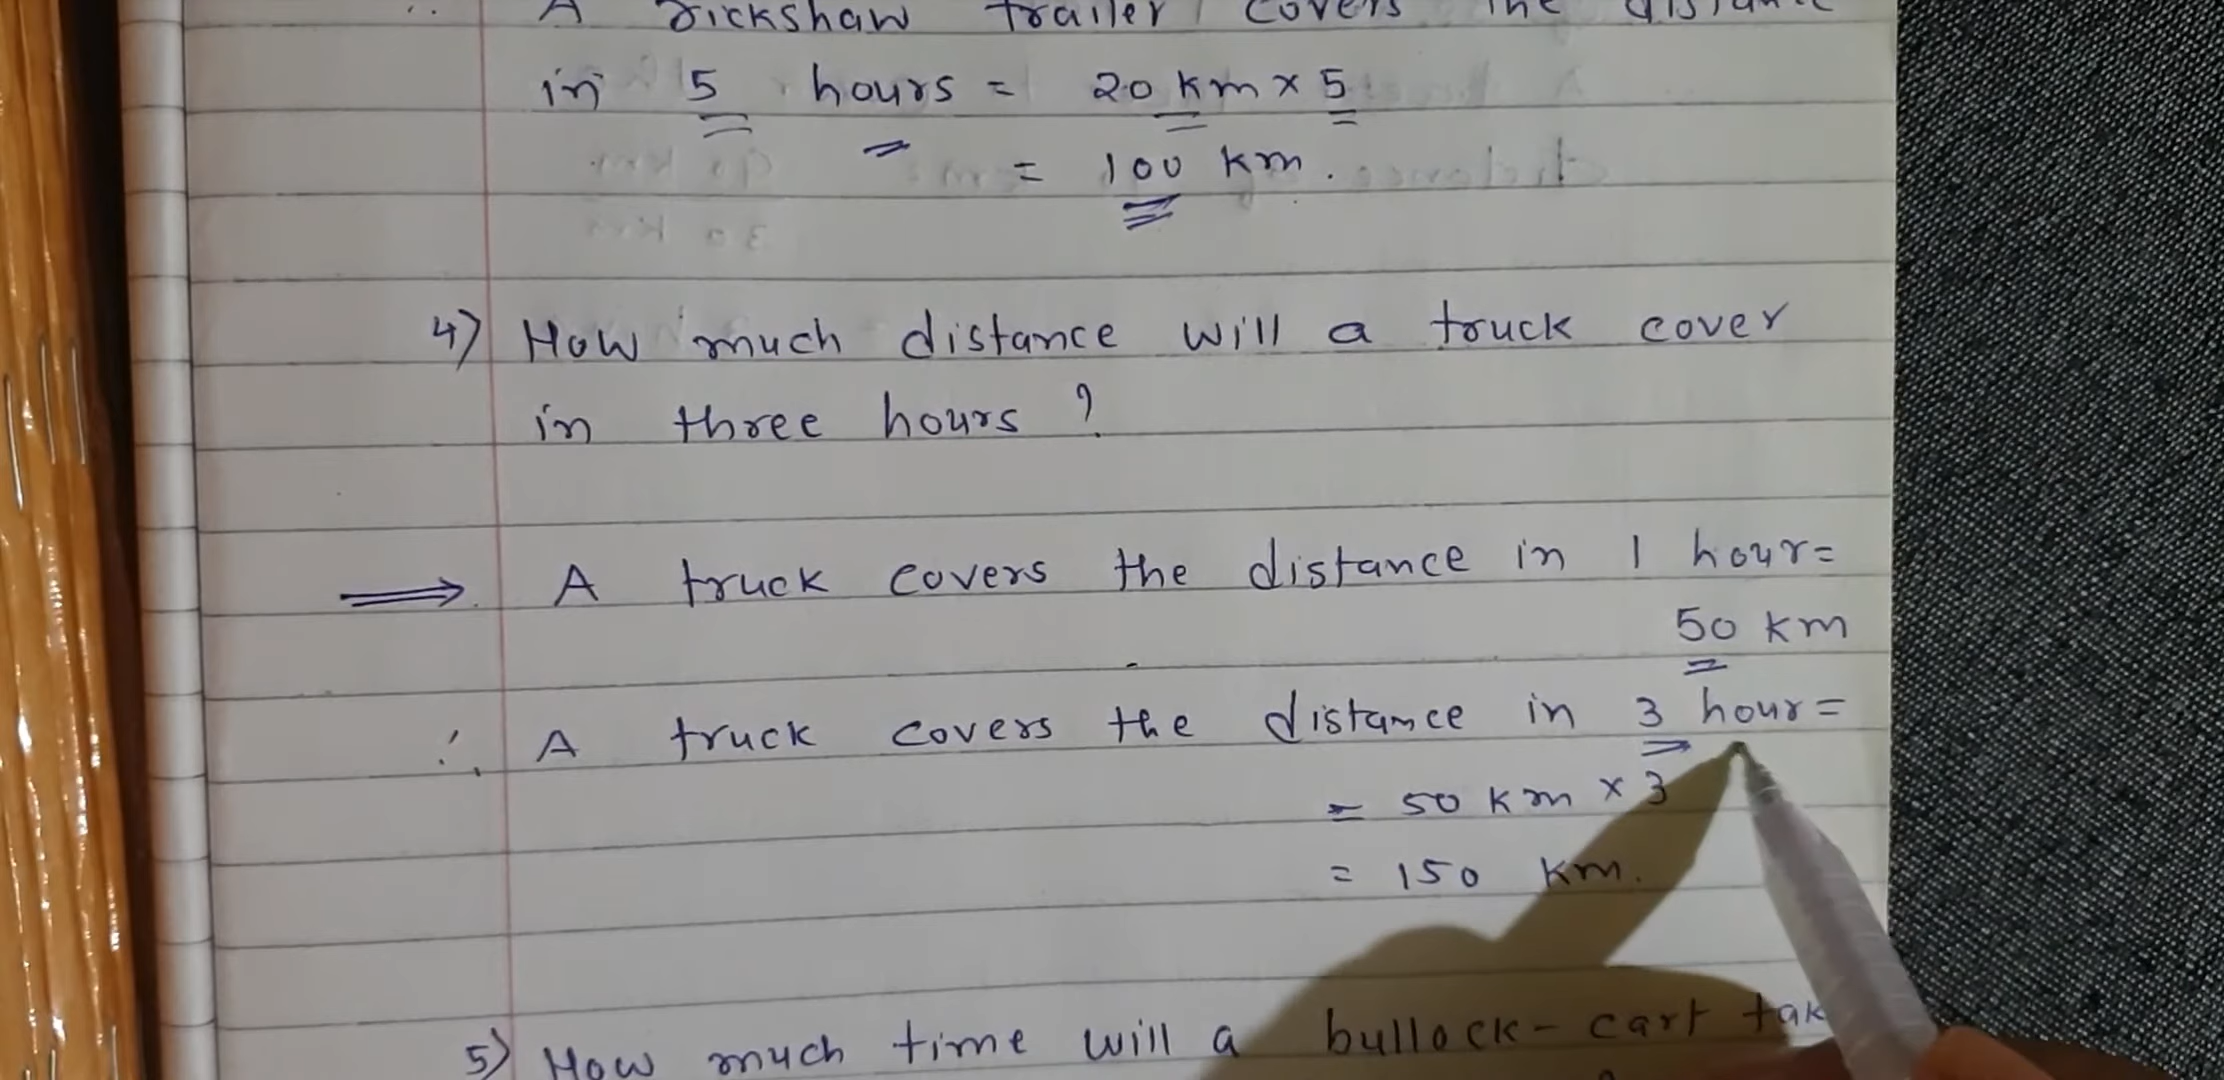 ∴ A rickshaw trailer covers the distance
in 5 hours = 20 km × 5
= 100 km.
4) How much distance will a truck cover
in three hours ?
⟹ A truck covers the distance in 1 hour=
50 km
∴ A truck covers the distance in 3 hour=
= 50 km × 3
= 150 km.
5) How much time will a bullock-cart